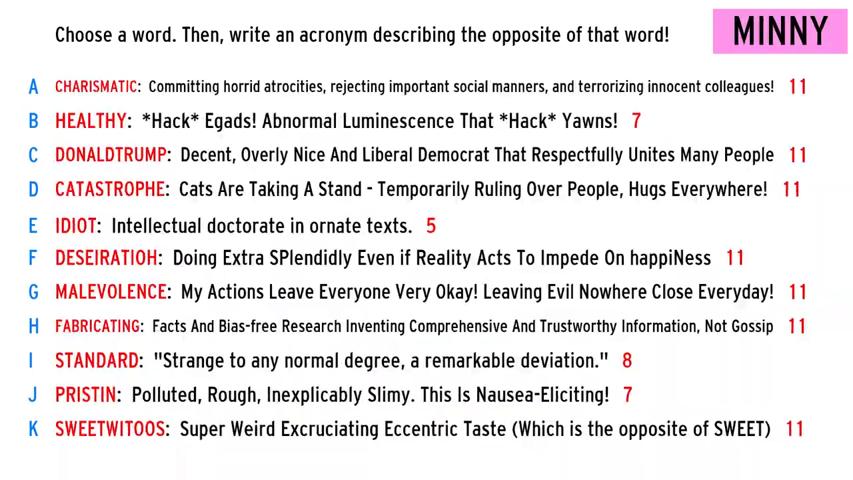 Choose a word. Then, write an acronym describing the opposite of that word!
MINNY
A CHARISMATIC: Committing horrid atrocities, rejecting important social manners, and terrorizing innocent colleagues! 11
B HEALTHY: *Hack* Egads! Abnormal Luminescence That *Hack* Yawns! 7
C DONALDTRUMP: Decent, Overly Nice And Liberal Democrat That Respectfully Unites Many People 11
D CATASTROPHE: Cats Are Taking A Stand - Temporarily Ruling Over People, Hugs Everywhere! 11
E IDIOT: Intellectual doctorate in ornate texts. 5
F DESEIRATIOH: Doing Extra SPlendidly Even if Reality Acts To Impede On happiNess 11
G MALEVOLENCE: My Actions Leave Everyone Very Okay! Leaving Evil Nowhere Close Everyday! 11
H FABRICATING: Facts And Bias-free Research Inventing Comprehensive And Trustworthy Information, Not Gossip 11
I STANDARD: "Strange to any normal degree, a remarkable deviation." 8
J PRISTIN: Polluted, Rough, Inexplicably Slimy. This Is Nausea-Eliciting! 7
K SWEETWITOOS: Super Weird Excruciating Eccentric Taste (Which is the opposite of SWEET) 11